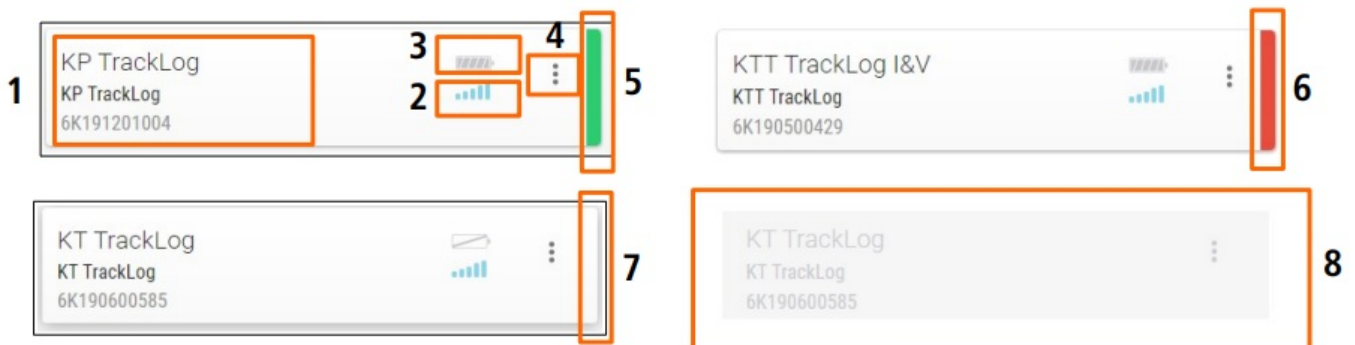 1
KP TrackLog
KP TrackLog
6K191201004
3
2
4
5
KTT TrackLog I&V
KTT TrackLog
6K190500429
6
KT TrackLog
KT TrackLog
6K190600585
7
KT TrackLog
KT TrackLog
6K190600585
8